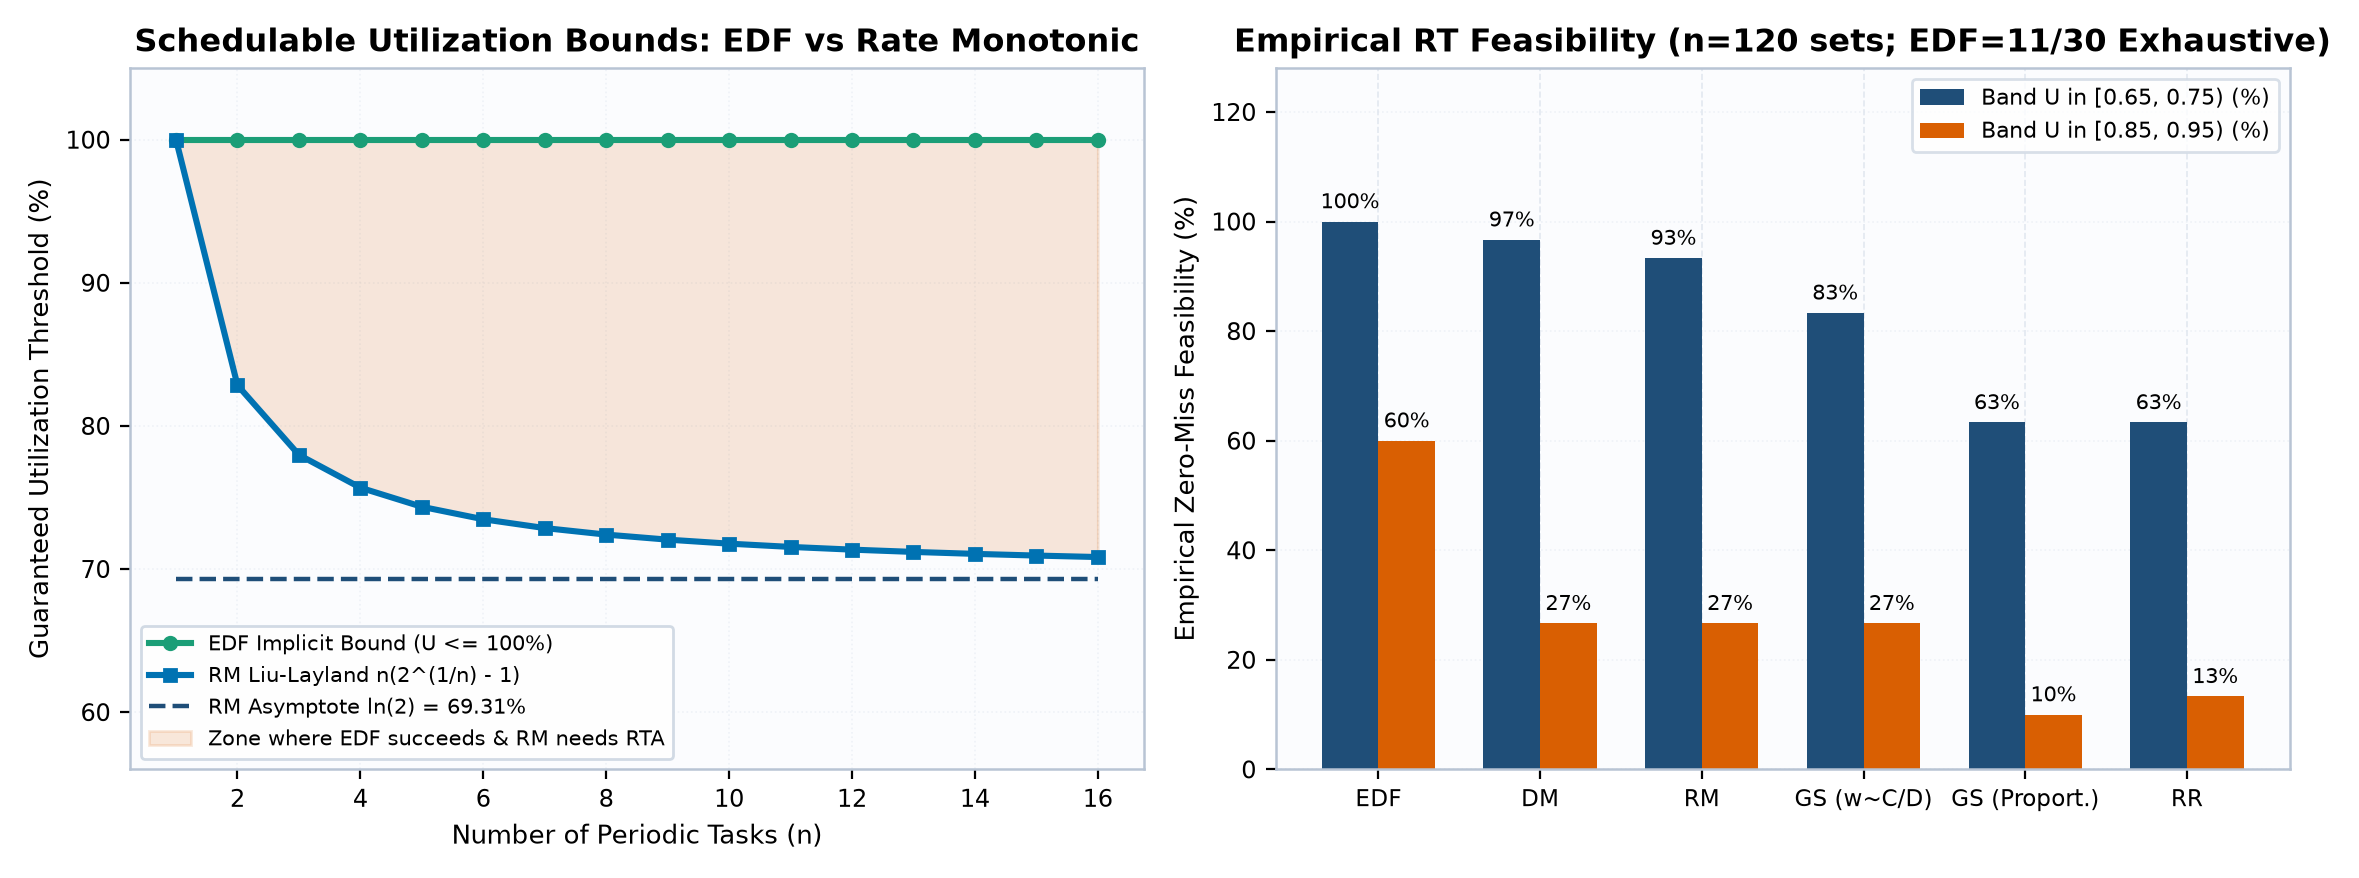 Schedulable Utilization Bounds: EDF vs Rate Monotonic
Guaranteed Utilization Threshold (%)
100
90
80
70
60
EDF Implicit Bound (U <= 100%)
RM Liu-Layland n(2^(1/n) - 1)
RM Asymptote ln(2) = 69.31%
Zone where EDF succeeds & RM needs RTA
2 4 6 8 10 12 14 16
Number of Periodic Tasks (n)
Empirical RT Feasibility (n=120 sets; EDF=11/30 Exhaustive)
Empirical Zero-Miss Feasibility (%)
120
100
80
60
40
20
0
Band U in [0.65, 0.75) (%)
Band U in [0.85, 0.95) (%)
100%
60%
97%
27%
93%
27%
83%
27%
63%
10%
63%
13%
EDF DM RM GS (w~C/D) GS (Proport.) RR